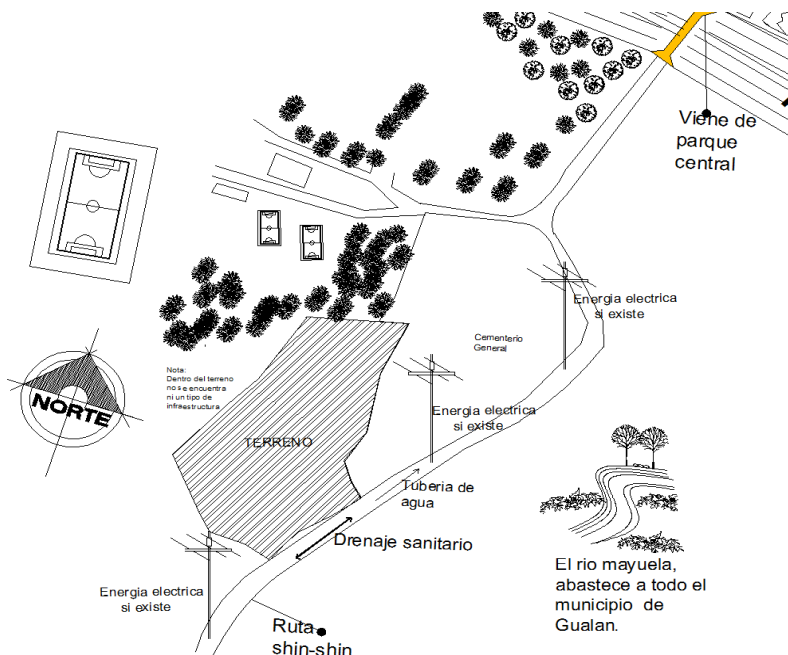 Viene de
parque
central
Energia electrica
si existe
Cementerio
General
Nota:
Dentro del terreno
no se encuentra
ni un tipo de
infraestructura
NORTE
Energia electrica
si existe
TERRENO
Tuberia de
agua
Drenaje sanitario
El rio mayuela,
abastece a todo el
municipio de
Gualan.
Energia electrica
si existe
Ruta
shin-shin